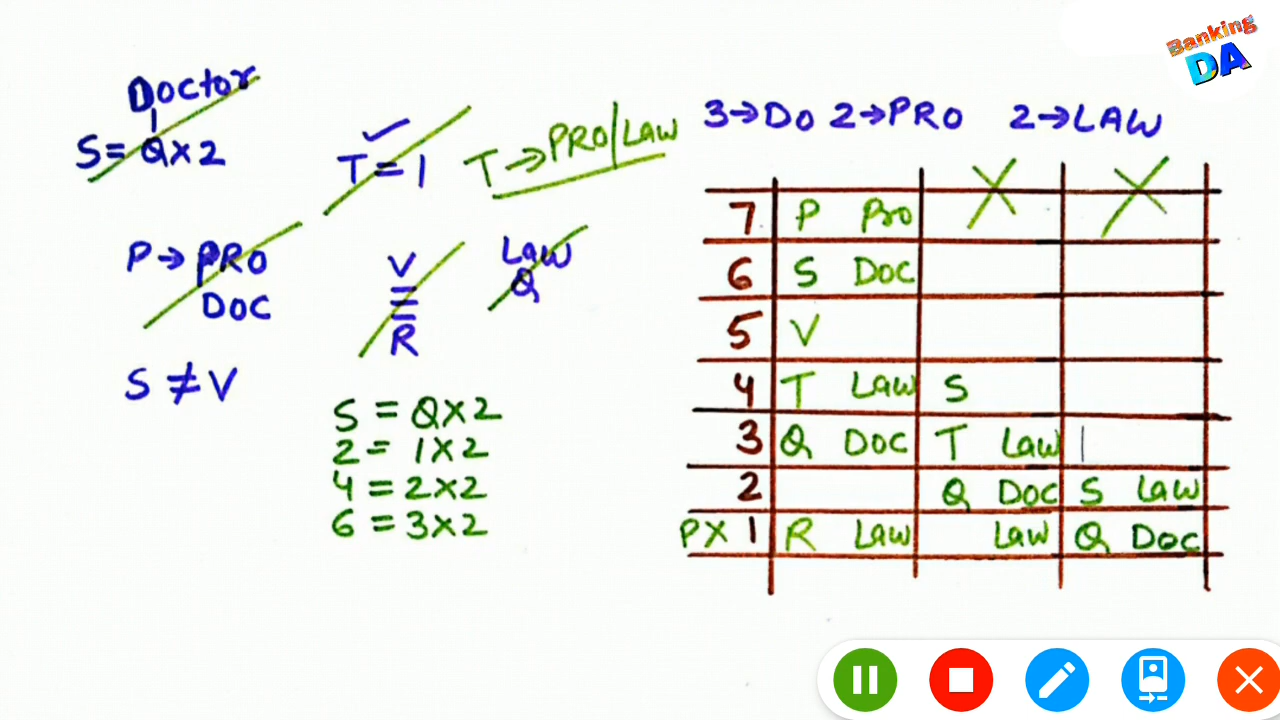 Banking
DA
Doctor
S = Q x 2
T = 1
T → PRO/Law
3→Do 2→PRO 2→LAW
P → PRO
Doc
V
=
=
R
Law
Q
S ≠ V
S = Q x 2
2 = 1 x 2
4 = 2 x 2
6 = 3 x 2
X X
7 P Pro
6 S Doc
5 V
4 T Law S
3 Q Doc T Law
2 Q Doc S Law
PX 1 R Law Law Q Doc